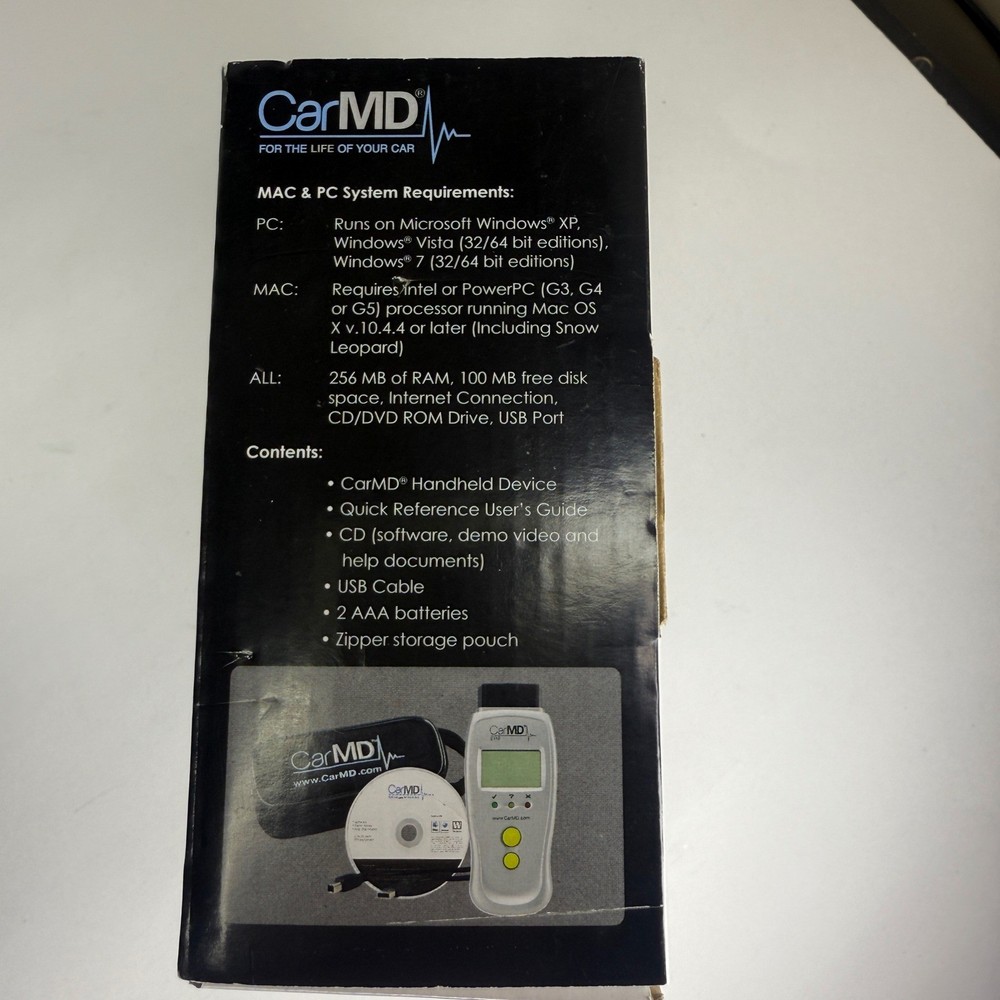 CarMD®
FOR THE LIFE OF YOUR CAR
MAC & PC System Requirements:
PC: Runs on Microsoft Windows® XP,
Windows® Vista (32/64 bit editions),
Windows® 7 (32/64 bit editions)
MAC: Requires Intel or PowerPC (G3, G4
or G5) processor running Mac OS
X v.10.4.4 or later (Including Snow
Leopard)
ALL: 256 MB of RAM, 100 MB free disk
space, Internet Connection,
CD/DVD ROM Drive, USB Port
Contents:
• CarMD® Handheld Device
• Quick Reference User's Guide
• CD (software, demo video and
help documents)
• USB Cable
• 2 AAA batteries
• Zipper storage pouch
CarMD
www.CarMD.com
CarMD
CarMD
www.CarMD.com